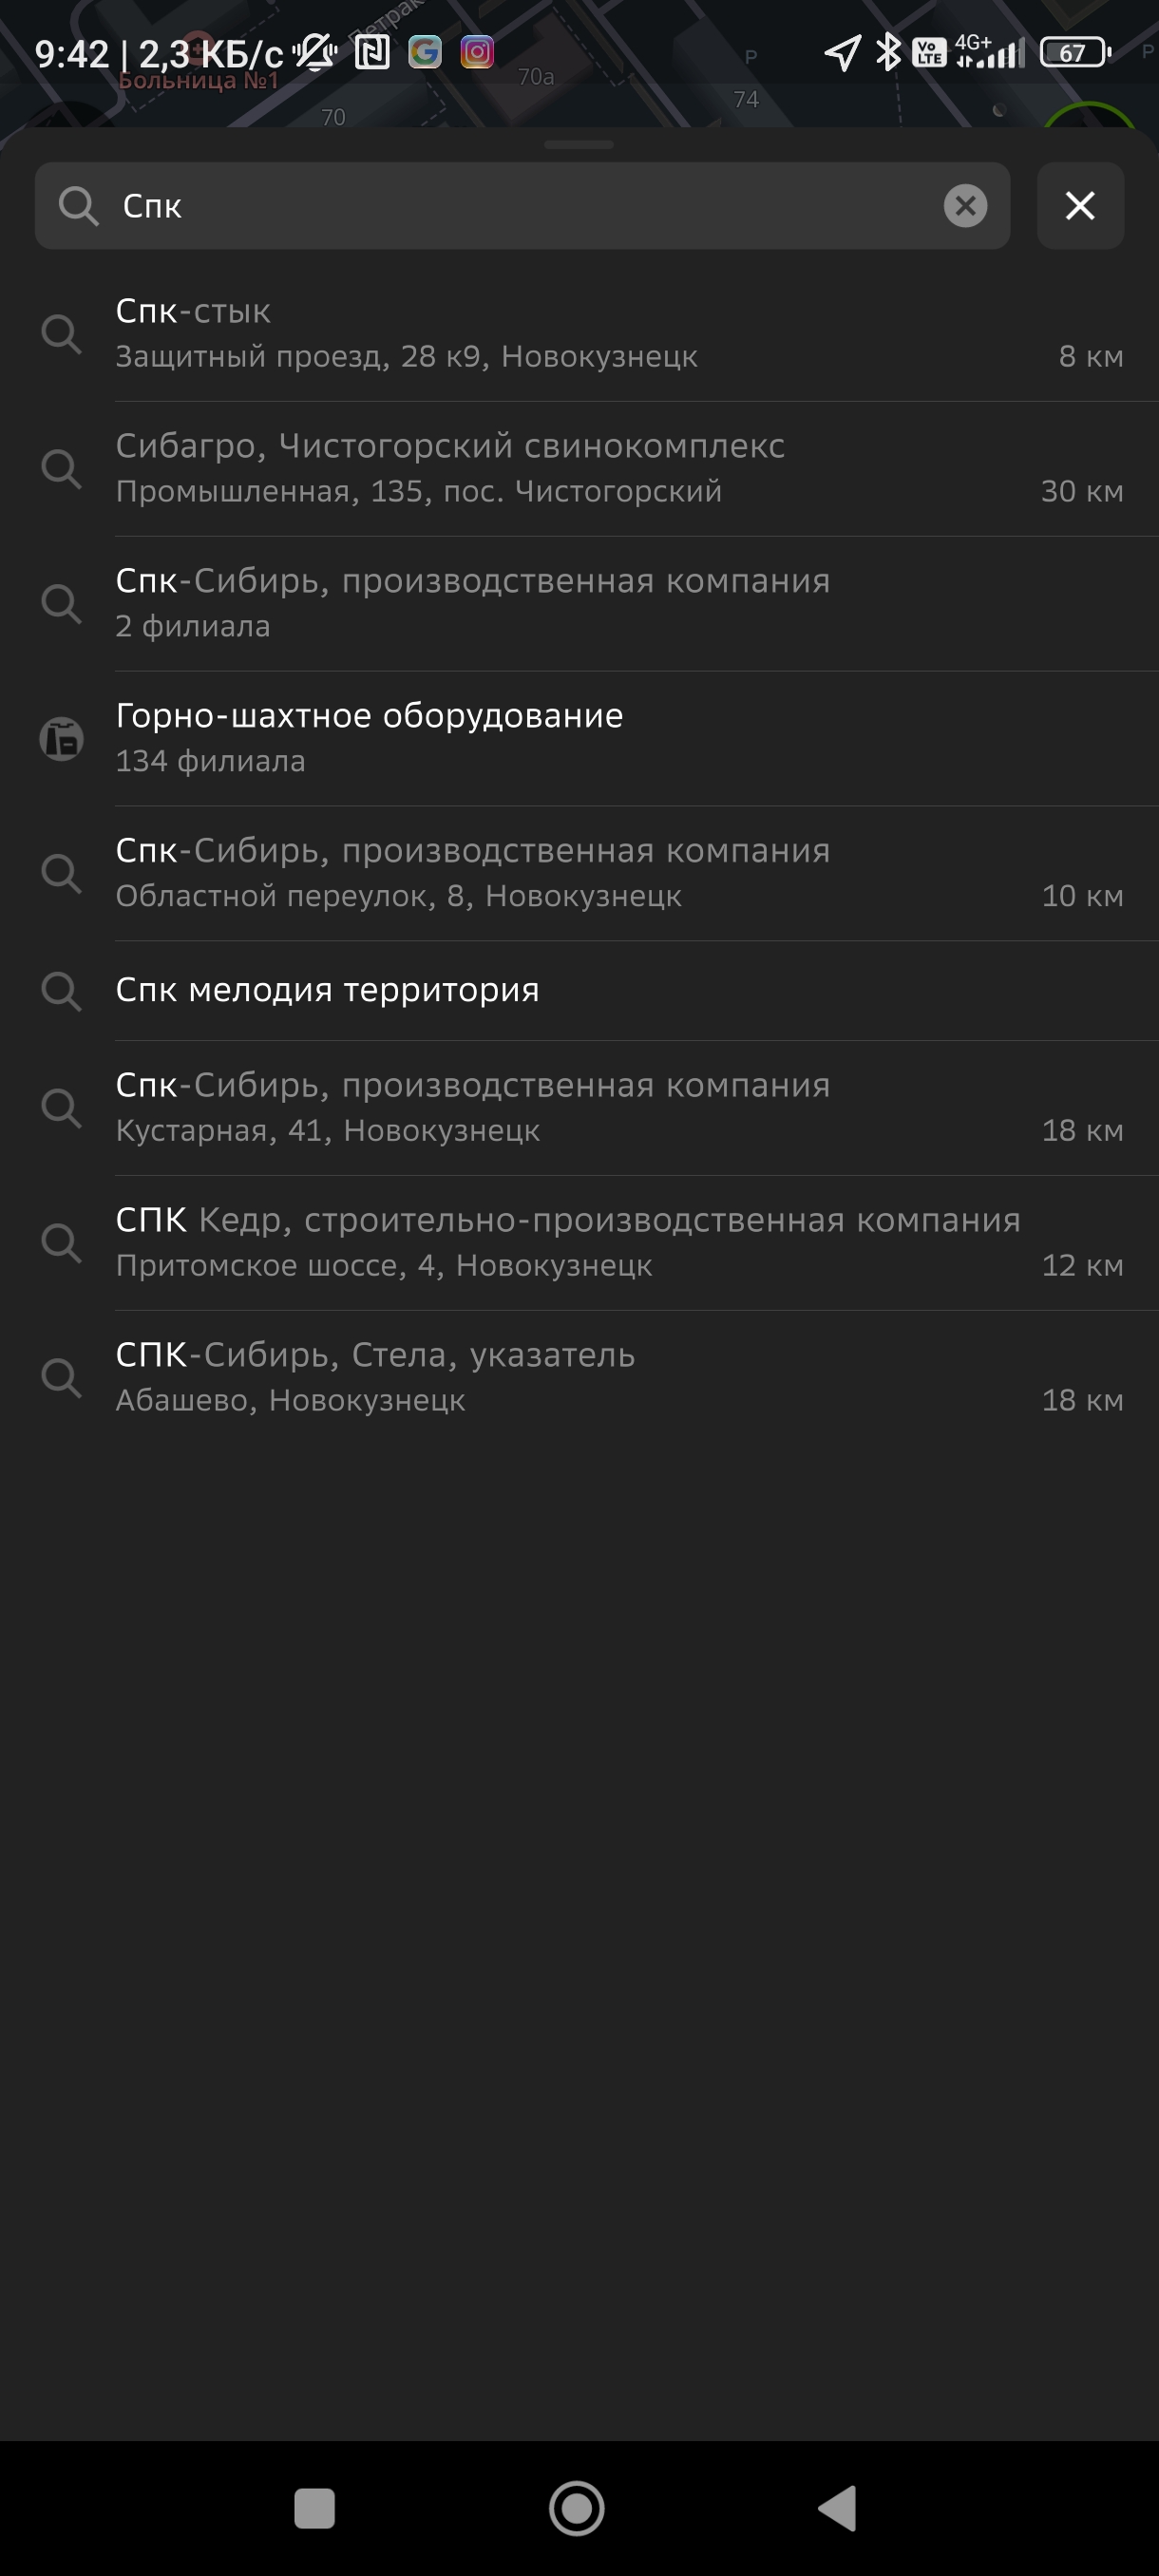 9:42 | 2,3 КБ/с
4G+
Vo
LTE
67
Петрак
Больница №1
70
70а
74
P
P
Спк
Спк-стык
Защитный проезд, 28 к9, Новокузнецк
8 км
Сибагро, Чистогорский свинокомплекс
Промышленная, 135, пос. Чистогорский
30 км
Спк-Сибирь, производственная компания
2 филиала
Горно-шахтное оборудование
134 филиала
Спк-Сибирь, производственная компания
Областной переулок, 8, Новокузнецк
10 км
Спк мелодия территория
Спк-Сибирь, производственная компания
Кустарная, 41, Новокузнецк
18 км
СПК Кедр, строительно-производственная компания
Притомское шоссе, 4, Новокузнецк
12 км
СПК-Сибирь, Стела, указатель
Абашево, Новокузнецк
18 км